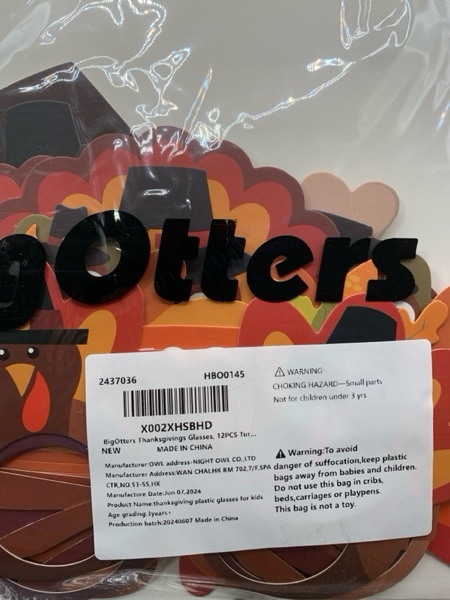 gOtters
2437036 HBO0145
X002XHSBHD
BigOtters Thanksgivings Glasses, 12PCS Tur...
NEW MADE IN CHINA
Manufacturer:OWL address-NIGHT OWL CO.,LTD
Manufacturer Address:WAN CHAI,HK RM 702,7/F,SPA
CTR,NO.53-55,HK
Manufacture Date:Jun 07,2024
Product Name:thanksgiving plastic glasses for kids
Age grading:3years+
Production batch:20240607 Made in China
⚠ WARNING:
CHOKING HAZARD—Small parts
Not for children under 3 yrs
⚠ Warning:To avoid
danger of suffocation,keep plastic
bags away from babies and children.
Do not use this bag in cribs,
beds,carriages or playpens.
This bag is not a toy.